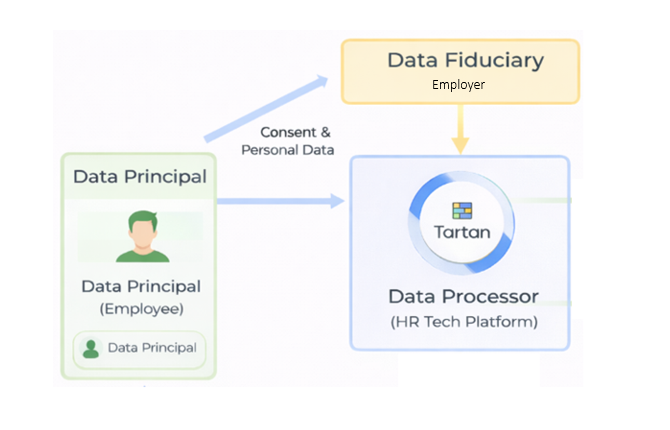 Data Fiduciary
Employer
Consent &
Personal Data
Data Principal
Data Principal
(Employee)
Data Principal
Tartan
Data Processor
(HR Tech Platform)